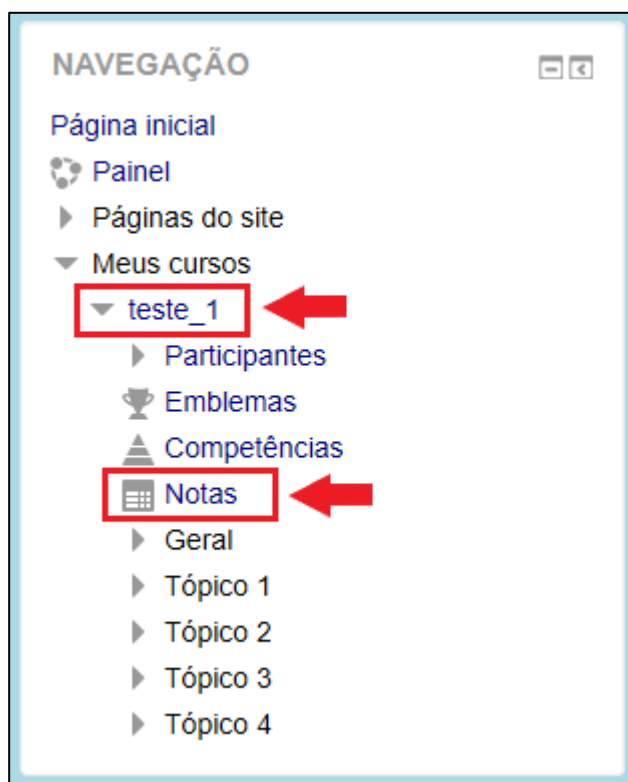 NAVEGAÇÃO
Página inicial
Painel
Páginas do site
Meus cursos
teste_1
Participantes
Emblemas
Competências
Notas
Geral
Tópico 1
Tópico 2
Tópico 3
Tópico 4